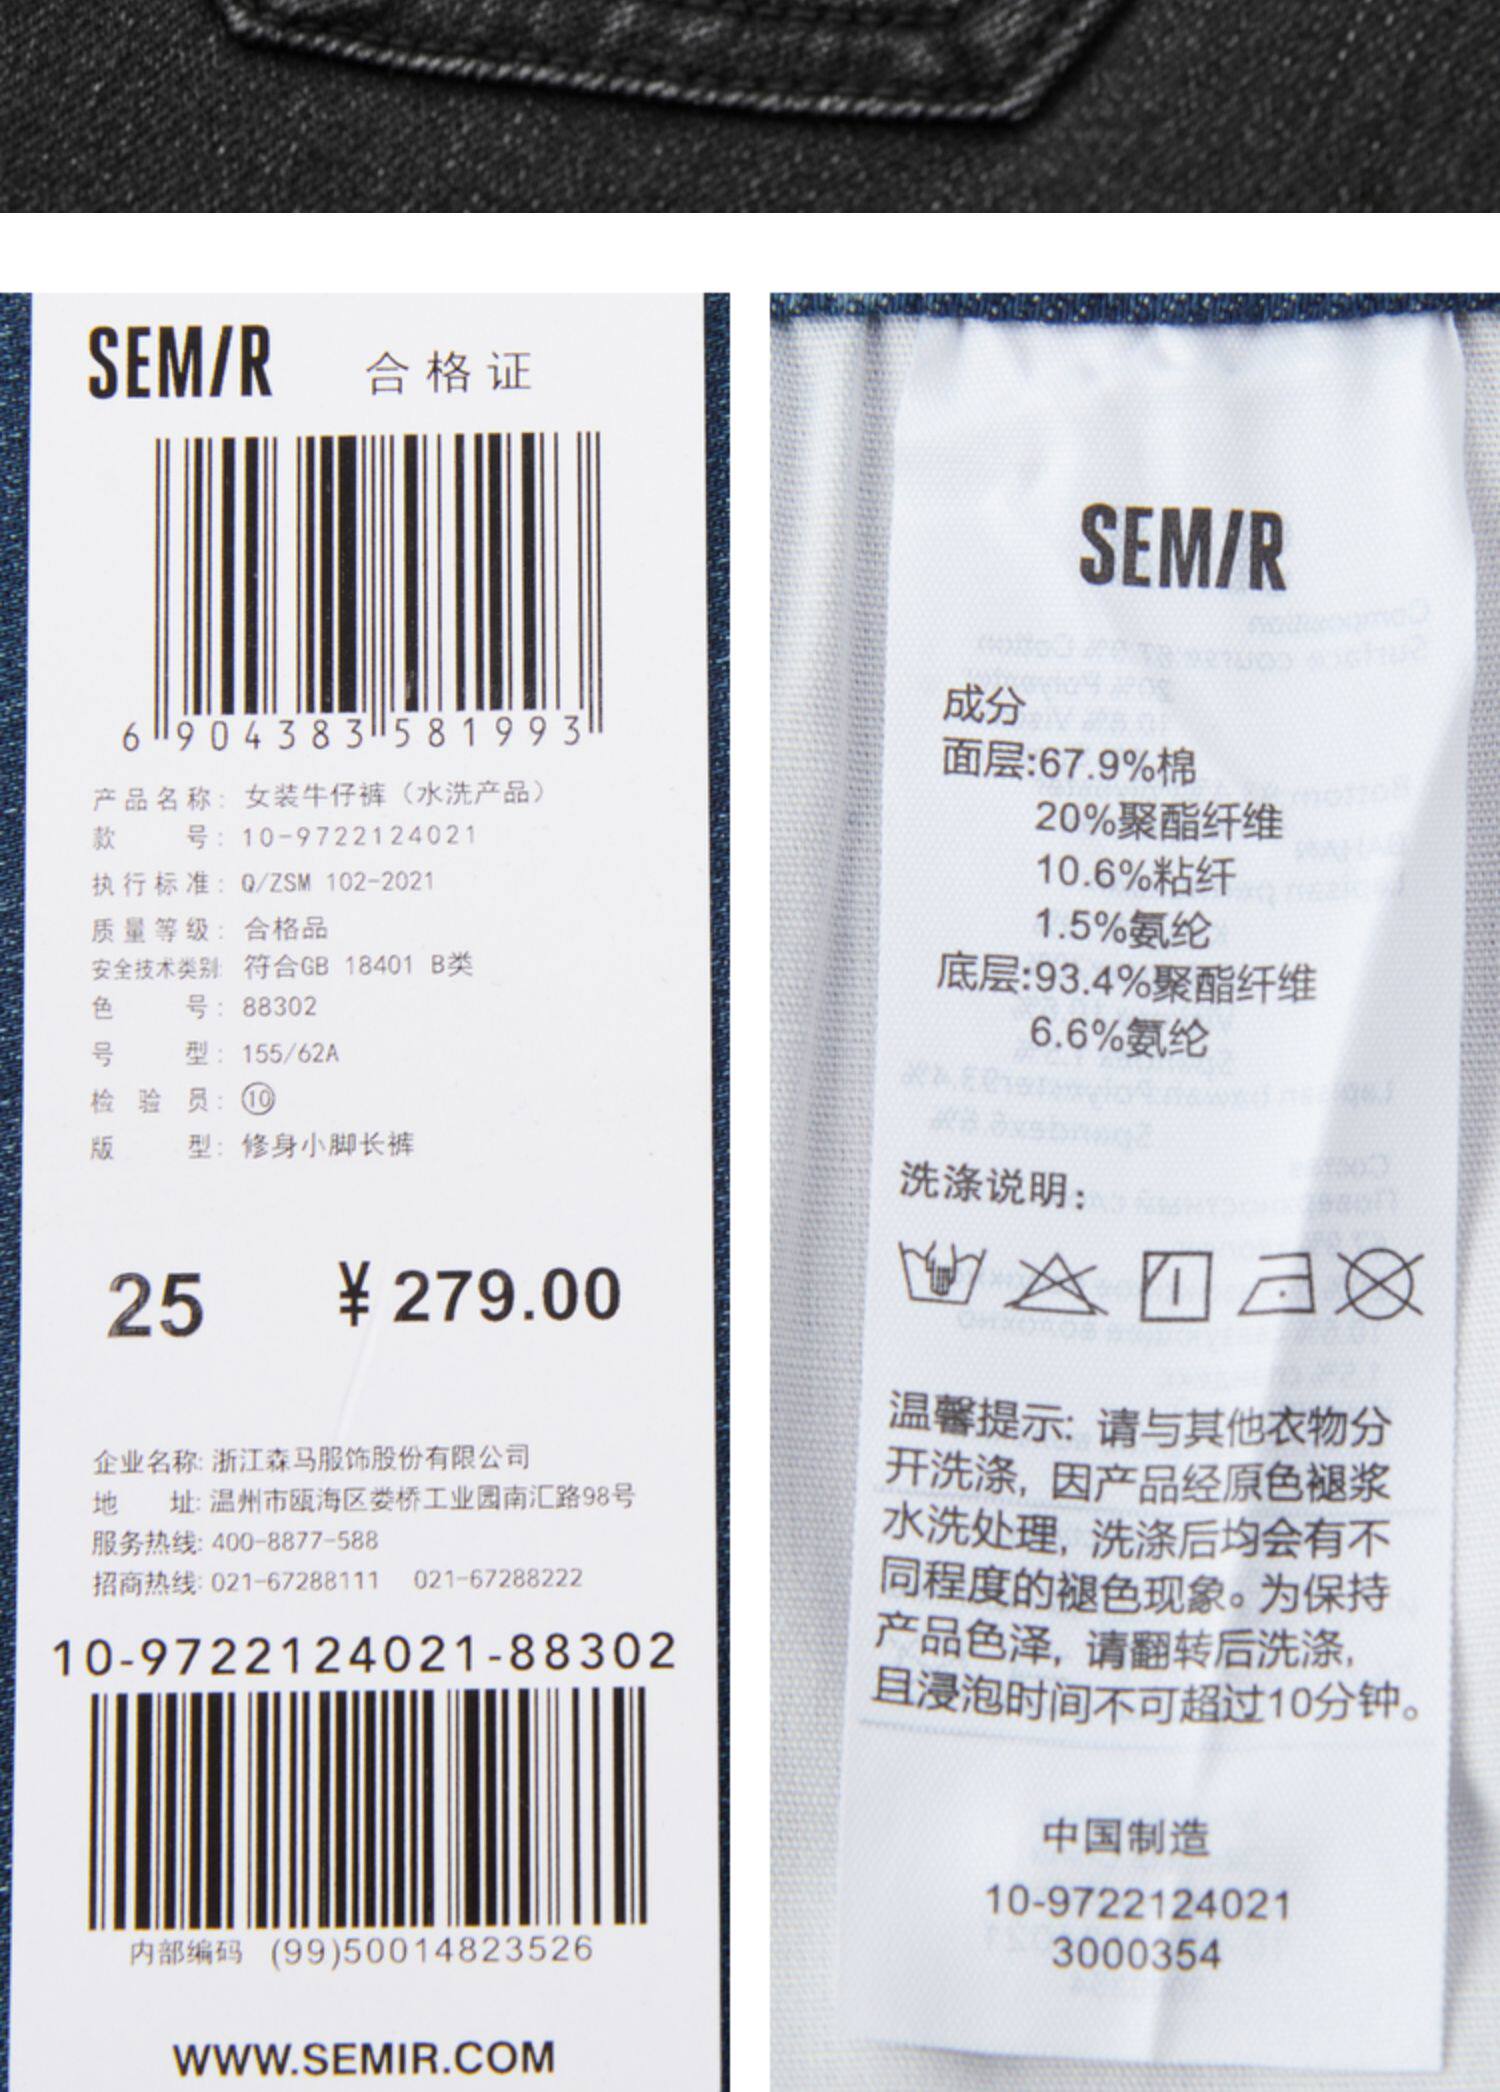 SEMIR 合格证
6 904383 581993
产品名称: 女装牛仔裤（水洗产品）
款 号: 10-9722124021
执行标准: Q/ZSM 102-2021
质量等级: 合格品
安全技术类别: 符合GB 18401 B类
色 号: 88302
号 型: 155/62A
检 验 员: ⑩
版 型: 修身小脚长裤
25 ¥279.00
企业名称: 浙江森马服饰股份有限公司
地 址: 温州市瓯海区娄桥工业园南汇路98号
服务热线: 400-8877-588
招商热线: 021-67288111 021-67288222
10-9722124021-88302
内部编码 (99)50014823526
WWW.SEMIR.COM
SEMIR
成分
面层:67.9%棉
20%聚酯纤维
10.6%粘纤
1.5%氨纶
底层:93.4%聚酯纤维
6.6%氨纶
洗涤说明:
温馨提示: 请与其他衣物分
开洗涤, 因产品经原色褪浆
水洗处理, 洗涤后均会有不
同程度的褪色现象。为保持
产品色泽, 请翻转后洗涤,
且浸泡时间不可超过10分钟。
中国制造
10-9722124021
3000354